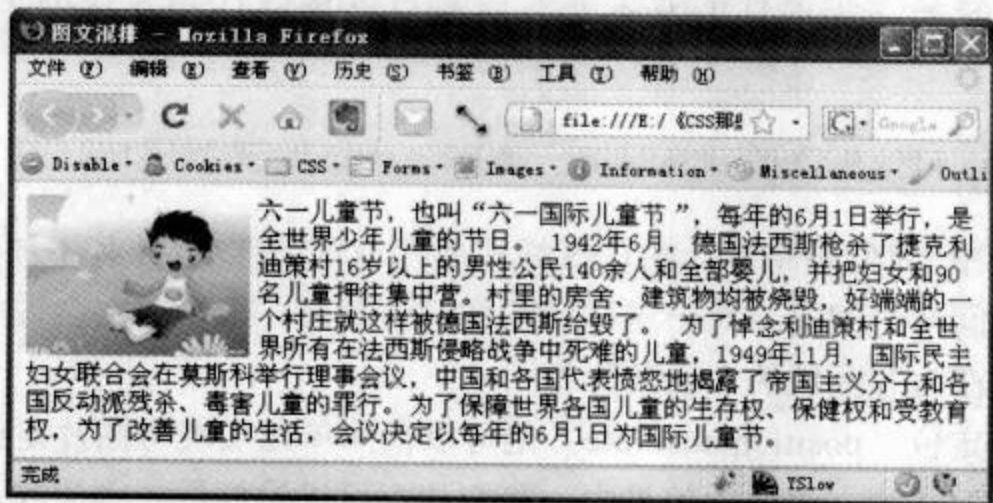 图文混排 - Mozilla Firefox
文件 (F) 编辑 (E) 查看 (V) 历史 (S) 书签 (B) 工具 (T) 帮助 (H)
file:///E:/《CSS那些 Google
Disable Cookies CSS Forms Images Information Miscellaneous Outli
六一儿童节，也叫“六一国际儿童节 ”，每年的6月1日举行，是
全世界少年儿童的节日。 1942年6月，德国法西斯枪杀了捷克利
迪策村16岁以上的男性公民140余人和全部婴儿，并把妇女和90
名儿童押往集中营。村里的房舍、建筑物均被烧毁，好端端的一
个村庄就这样被德国法西斯给毁了。 为了悼念利迪策村和全世
界所有在法西斯侵略战争中死难的儿童，1949年11月，国际民主
妇女联合会在莫斯科举行理事会议，中国和各国代表愤怒地揭露了帝国主义分子和各
国反动派残杀、毒害儿童的罪行。为了保障世界各国儿童的生存权、保健权和受教育
权，为了改善儿童的生活，会议决定以每年的6月1日为国际儿童节。
完成 YSlow